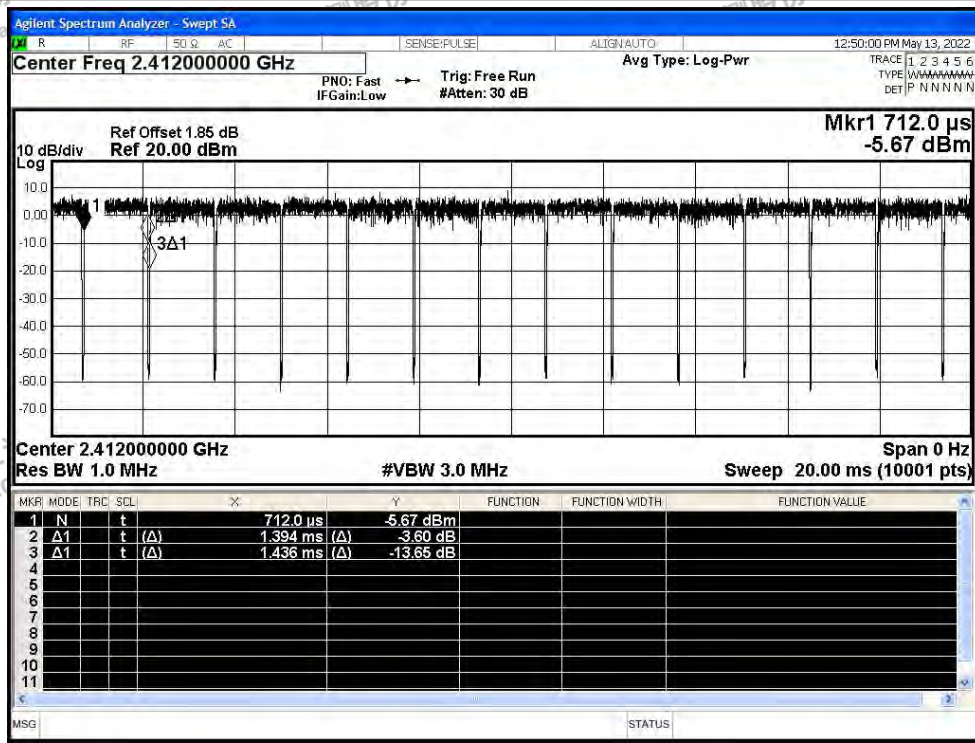 Agilent Spectrum Analyzer - Swept SA
R RF 50 Ω AC SENSE:PULSE ALIGN AUTO 12:50:00 PM May 13, 2022
Center Freq 2.412000000 GHz
PNO: Fast
IFGain:Low
Trig: Free Run
#Atten: 30 dB
Avg Type: Log-Pwr
TRACE 1 2 3 4 5 6
TYPE
DET P N N N N N
Mkr1 712.0 µs
-5.67 dBm
Ref Offset 1.85 dB
10 dB/div Ref 20.00 dBm
Log
10.0
0.00
-10.0
-20.0
-30.0
-40.0
-50.0
-60.0
-70.0
1
3Δ1
Center 2.412000000 GHz Span 0 Hz
Res BW 1.0 MHz #VBW 3.0 MHz Sweep 20.00 ms (10001 pts)
MKR MODE TRC SCL X Y FUNCTION FUNCTION WIDTH FUNCTION VALUE
1 N t 712.0 µs -5.67 dBm
2 Δ1 t (Δ) 1.394 ms (Δ) -3.60 dB
3 Δ1 t (Δ) 1.436 ms (Δ) -13.65 dB
4
5
6
7
8
9
10
11
MSG STATUS